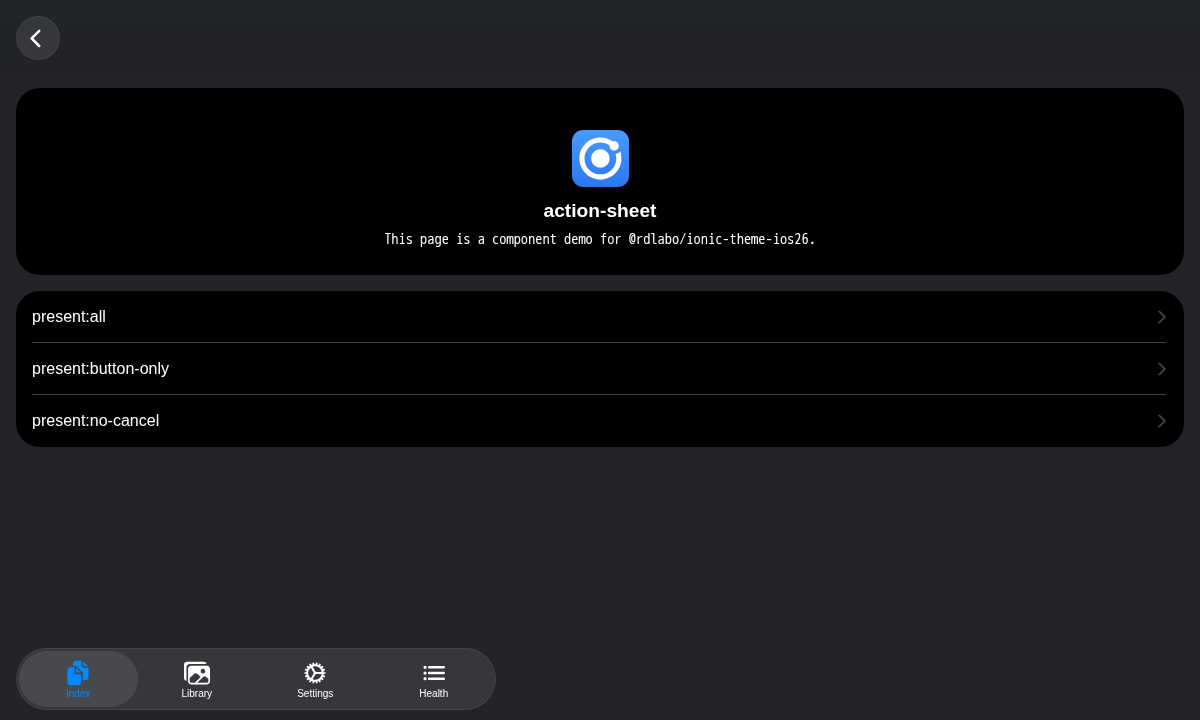 action-sheet
This page is a component demo for @rdlabo/ionic-theme-ios26.
present:all
present:button-only
present:no-cancel
Index
Library
Settings
Health